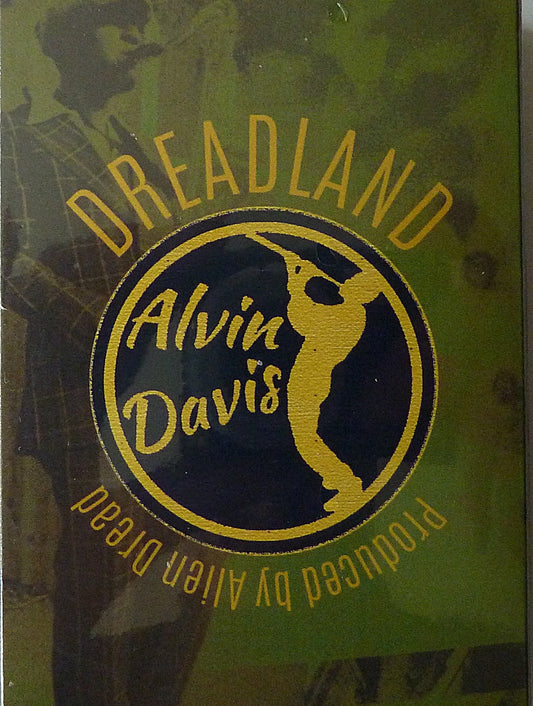 DREADLAND
Alvin
Davis
Produced by Alien Dread